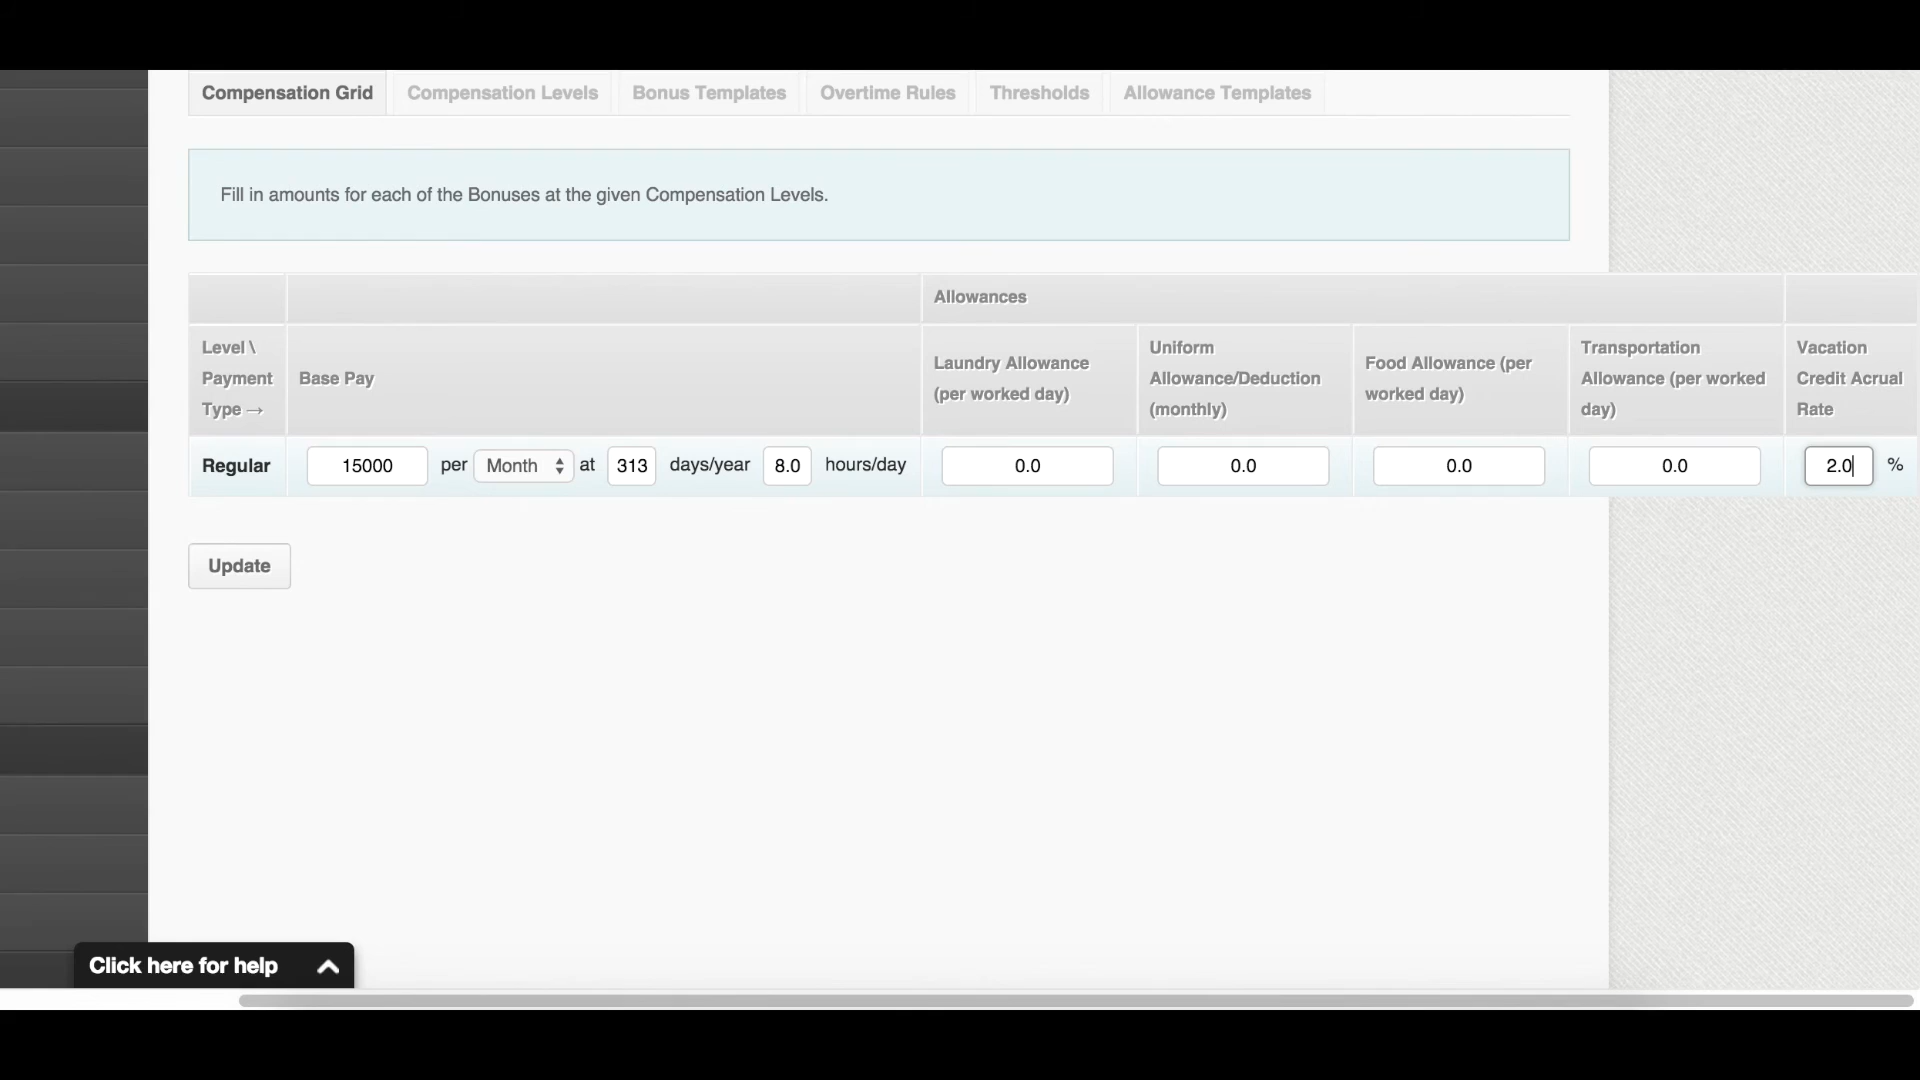 Compensation Grid Compensation Levels Bonus Templates Overtime Rules Thresholds Allowance Templates
Fill in amounts for each of the Bonuses at the given Compensation Levels.
Allowances
Level \
Payment
Type →
Base Pay
Laundry Allowance
(per worked day)
Uniform
Allowance/Deduction
(monthly)
Food Allowance (per
worked day)
Transportation
Allowance (per worked
day)
Vacation
Credit Acrual
Rate
Regular 15000 per Month at 313 days/year 8.0 hours/day 0.0 0.0 0.0 0.0 2.0 %
Update
Click here for help